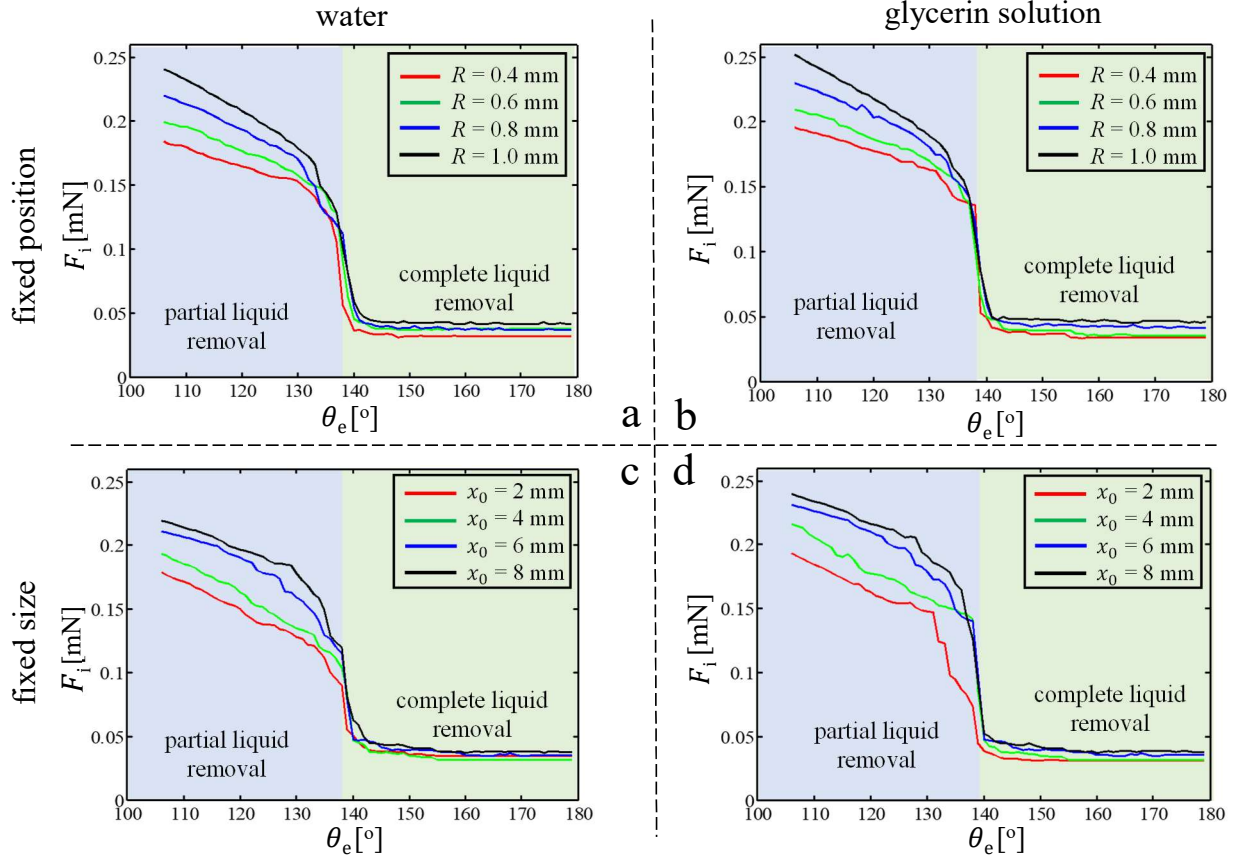 water
glycerin solution
fixed position
fixed size
0.25
0.2
0.15
0.1
0.05
0
F_i [mN]
R = 0.4 mm
R = 0.6 mm
R = 0.8 mm
R = 1.0 mm
partial liquid
removal
complete liquid
removal
100 110 120 130 140 150 160 170 179
θ_e [°]
a
0.25
0.2
0.15
0.1
0.05
0
F_i [mN]
R = 0.4 mm
R = 0.6 mm
R = 0.8 mm
R = 1.0 mm
partial liquid
removal
complete liquid
removal
100 110 120 130 140 150 160 170 179
θ_e [°]
b
0.25
0.2
0.15
0.1
0.05
0
F_i [mN]
x_0 = 2 mm
x_0 = 4 mm
x_0 = 6 mm
x_0 = 8 mm
partial liquid
removal
complete liquid
removal
100 110 120 130 140 150 160 170 179
θ_e [°]
c
0.25
0.2
0.15
0.1
0.05
0
F_i [mN]
x_0 = 2 mm
x_0 = 4 mm
x_0 = 6 mm
x_0 = 8 mm
partial liquid
removal
complete liquid
removal
100 110 120 130 140 150 160 170 179
θ_e [°]
d